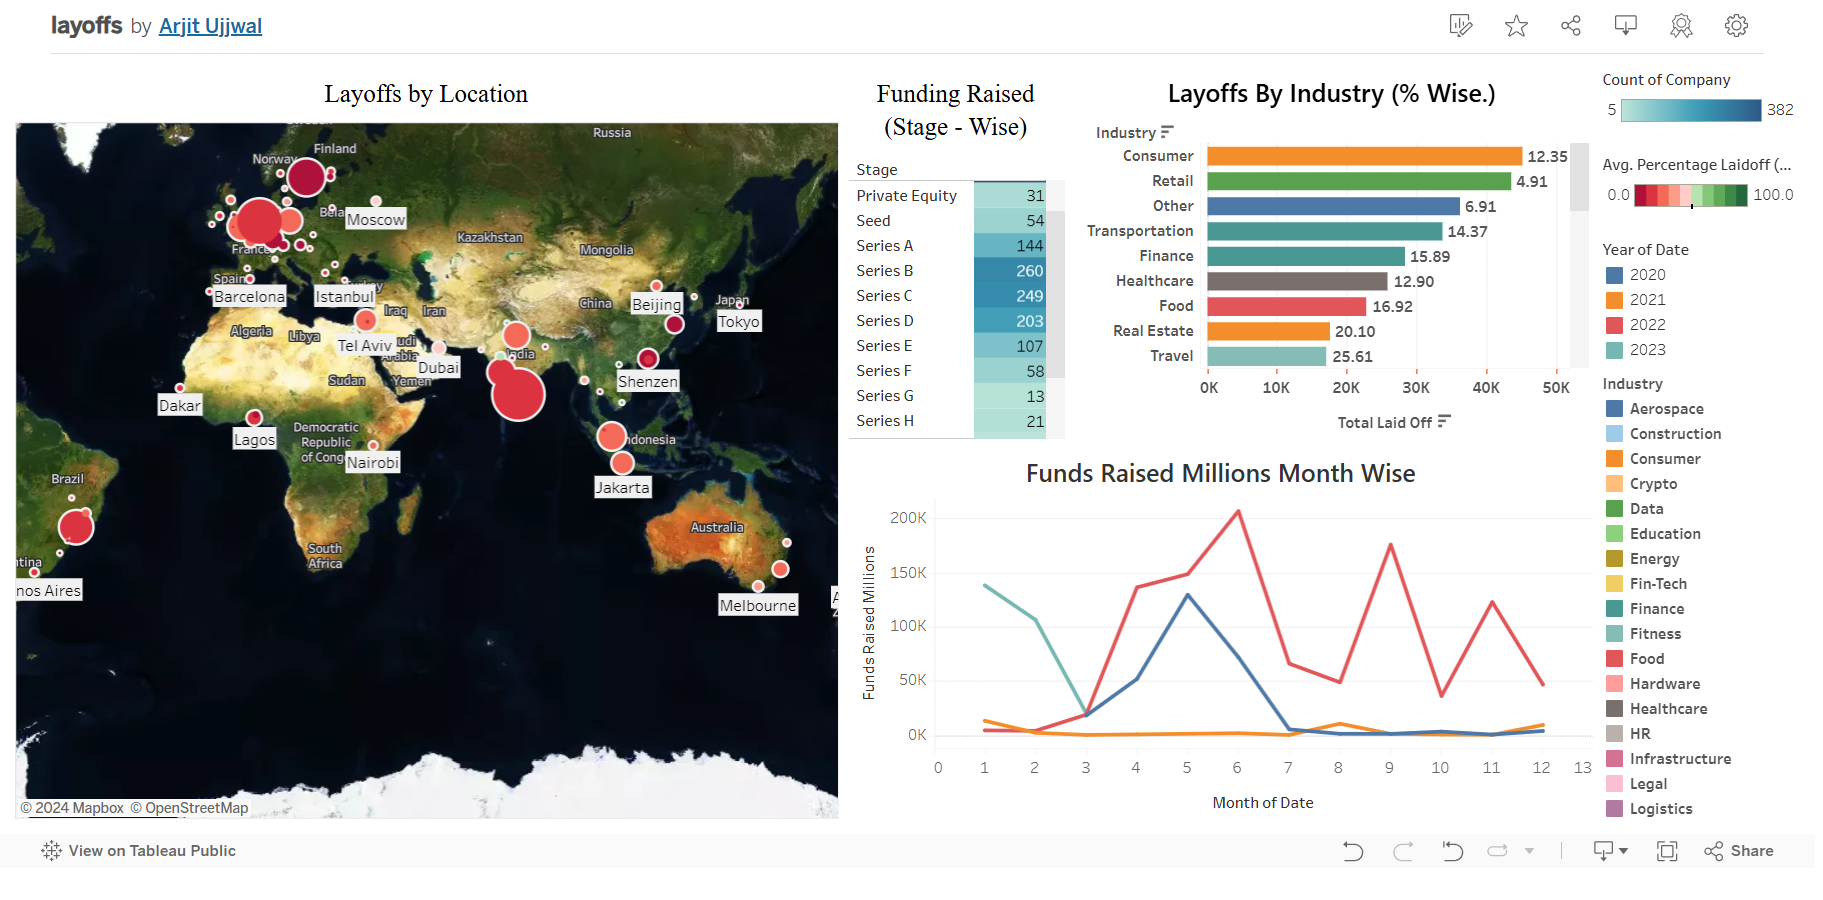 layoffs by Arjit Ujjwal
Layoffs by Location
Russia
Finland
Norway
Moscow
France
Kazakhstan
Mongolia
Spain
Barcelona
Istanbul
Iraq
Iran
China
Beijing
Japan
Tokyo
Algeria
Libya
Tel Aviv
Dubai
India
Shenzen
Sudan
Yemen
Dakar
Lagos
Democratic
Republic
of Cong
Nairobi
ndonesia
Jakarta
Brazil
Australia
South
Africa
ntina
nos Aires
Melbourne
© 2024 Mapbox © OpenStreetMap
Funding Raised
(Stage - Wise)
Stage
Private Equity 31
Seed 54
Series A 144
Series B 260
Series C 249
Series D 203
Series E 107
Series F 58
Series G 13
Series H 21
Layoffs By Industry (% Wise.)
Industry
Consumer 12.35
Retail 4.91
Other 6.91
Transportation 14.37
Finance 15.89
Healthcare 12.90
Food 16.92
Real Estate 20.10
Travel 25.61
0K 10K 20K 30K 40K 50K
Total Laid Off
Funds Raised Millions Month Wise
Funds Raised Millions
200K
150K
100K
50K
0K
0 1 2 3 4 5 6 7 8 9 10 11 12 13
Month of Date
Count of Company
5 382
Avg. Percentage Laidoff (...
0.0 100.0
Year of Date
2020
2021
2022
2023
Industry
Aerospace
Construction
Consumer
Crypto
Data
Education
Energy
Fin-Tech
Finance
Fitness
Food
Hardware
Healthcare
HR
Infrastructure
Legal
Logistics
View on Tableau Public
Share